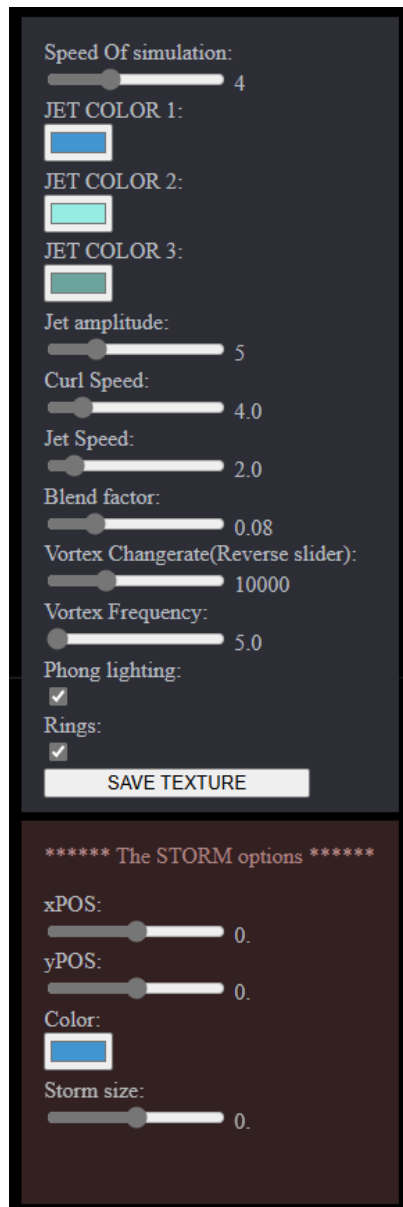 Speed Of simulation:
4
JET COLOR 1:
JET COLOR 2:
JET COLOR 3:
Jet amplitude:
5
Curl Speed:
4.0
Jet Speed:
2.0
Blend factor:
0.08
Vortex Changerate(Reverse slider):
10000
Vortex Frequency:
5.0
Phong lighting:
Rings:
SAVE TEXTURE
****** The STORM options ******
xPOS:
0.
yPOS:
0.
Color:
Storm size:
0.